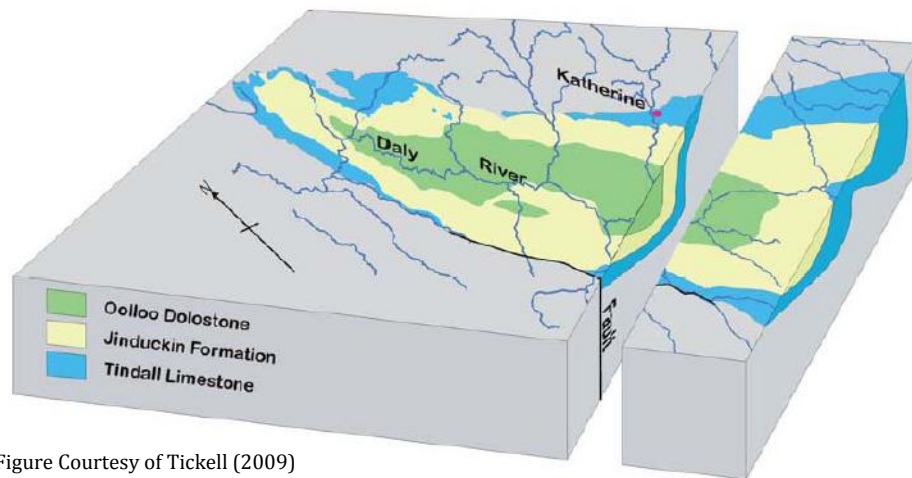 Katherine
Daly River
N
Fault
Oolloo Dolostone
Jinduckin Formation
Tindall Limestone
Figure Courtesy of Tickell (2009)